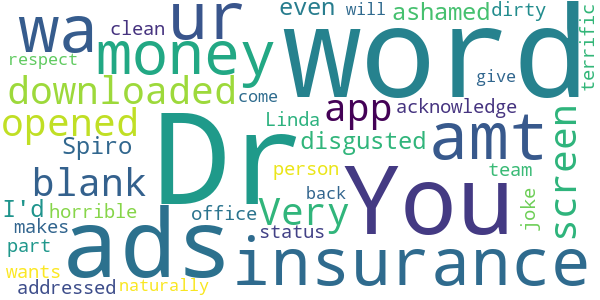 wa
clean
ur
even
will
ashamed
dirty
terrific
respect
money
word
give
downloaded
come
app
acknowledge
opened
Linda
disgusted
amt
screen
Spiro
Dr
You
person
team
blank
back
I'd
horrible
office
Very
joke
makes
status
part
ads
insurance
wants
addressed
naturally